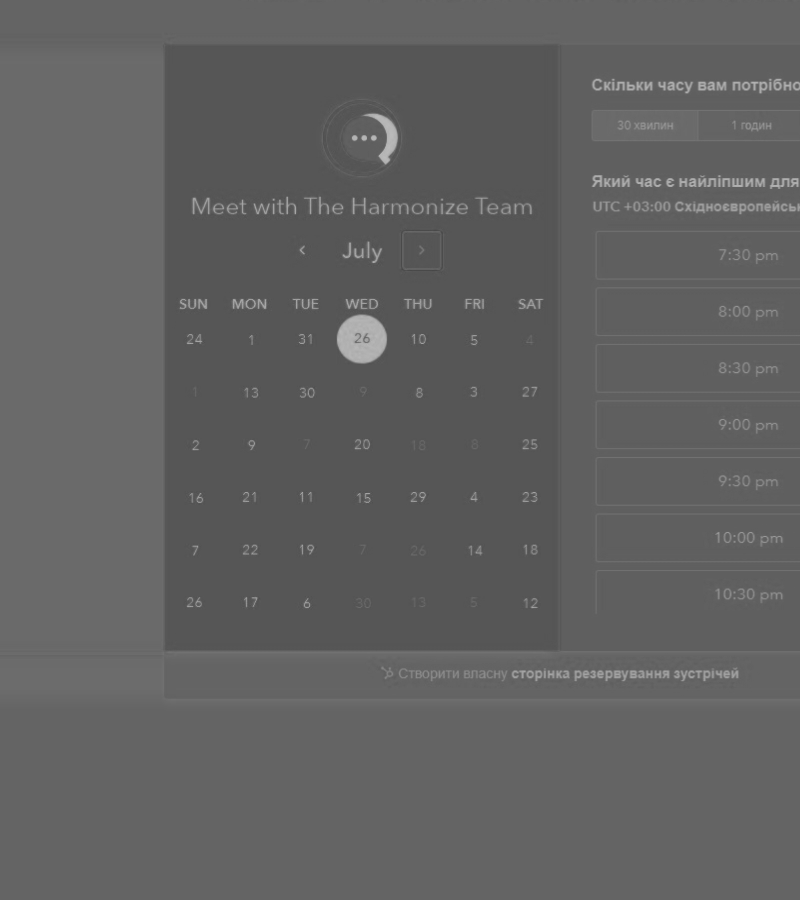 Meet with The Harmonize Team
July
SUN MON TUE WED THU FRI SAT
24 1 31 26 10 5 4
1 13 30 9 8 3 27
2 9 7 20 18 8 25
16 21 11 15 29 4 23
7 22 19 7 26 14 18
26 17 6 30 13 5 12
Скільки часу вам потрібно
30 хвилин 1 годин
Який час є найліпшим для
UTC +03:00 Східноєвропейськ
7:30 pm
8:00 pm
8:30 pm
9:00 pm
9:30 pm
10:00 pm
10:30 pm
Створити власну сторінка резервування зустрічей